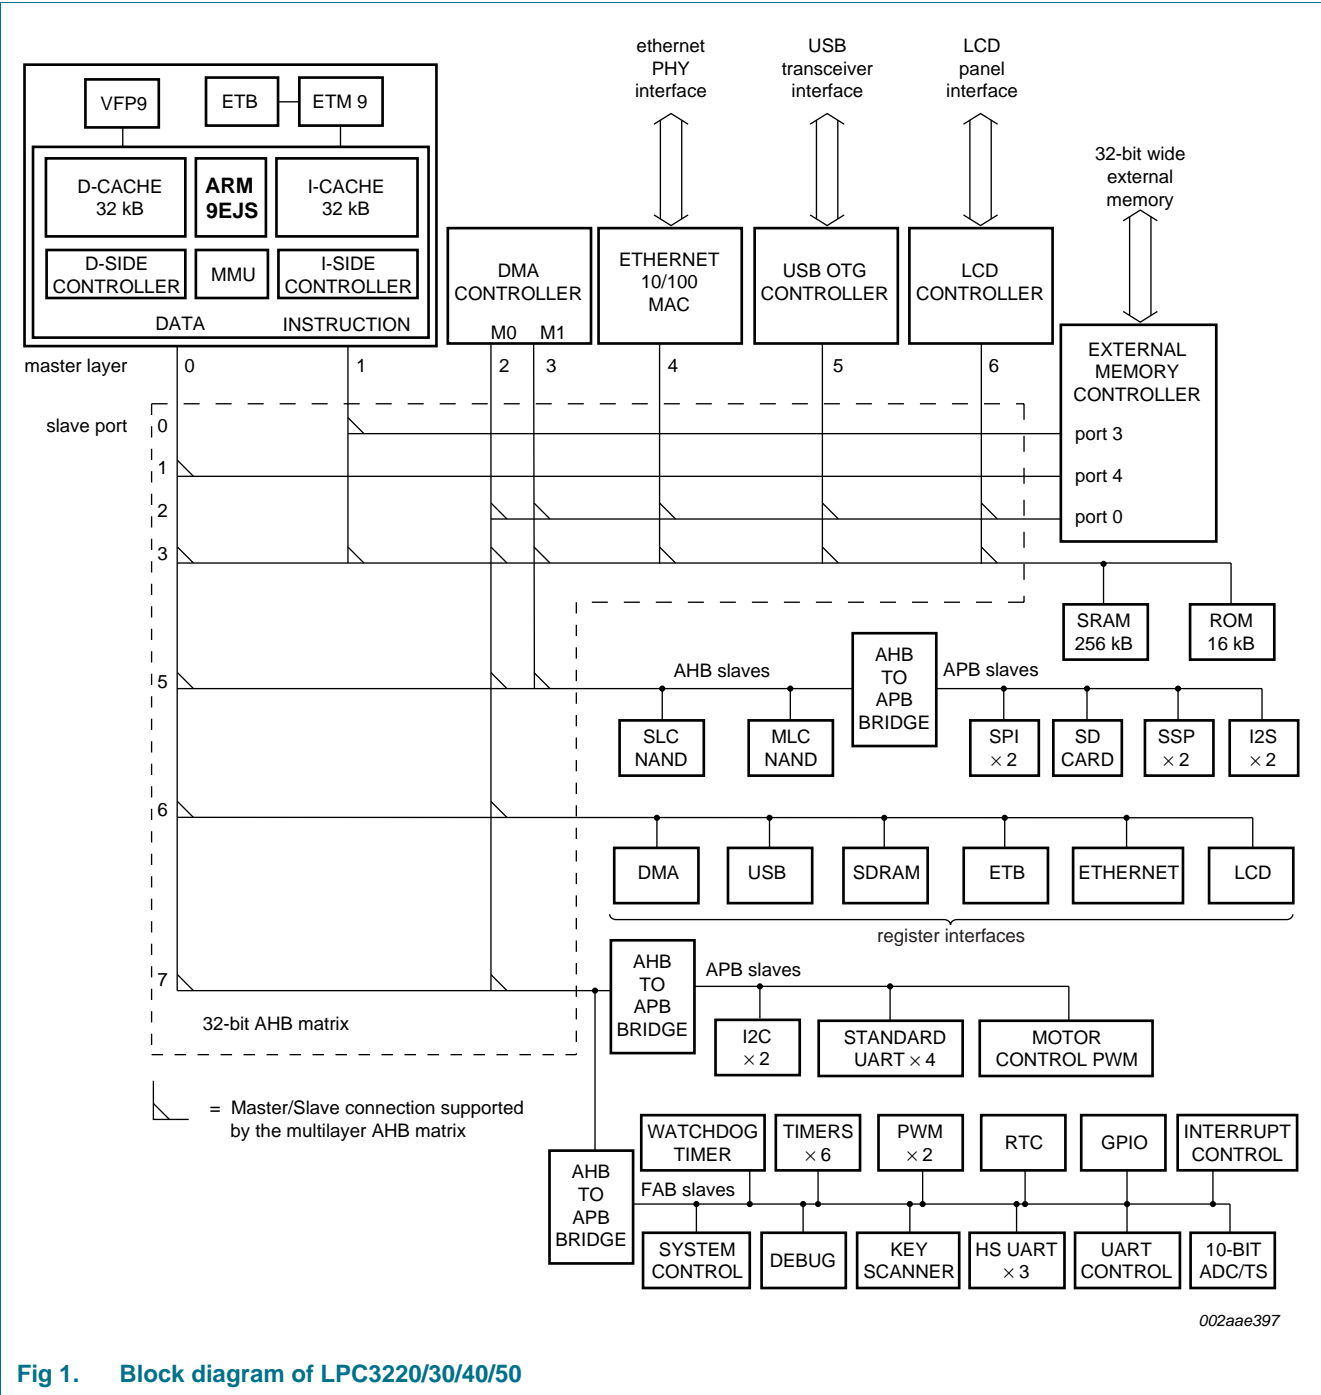 ethernet
PHY
interface
USB
transceiver
interface
LCD
panel
interface
32-bit wide
external
memory
VFP9
ETB
ETM 9
D-CACHE
32 kB
ARM
9EJS
I-CACHE
32 kB
D-SIDE
CONTROLLER
MMU
I-SIDE
CONTROLLER
DATA
INSTRUCTION
DMA
CONTROLLER
M0
M1
ETHERNET
10/100
MAC
USB OTG
CONTROLLER
LCD
CONTROLLER
EXTERNAL
MEMORY
CONTROLLER
port 3
port 4
port 0
master layer
0
1
2
3
4
5
6
slave port
0
1
2
3
5
6
7
SRAM
256 kB
ROM
16 kB
AHB slaves
AHB
TO
APB
BRIDGE
APB slaves
SLC
NAND
MLC
NAND
SPI
× 2
SD
CARD
SSP
× 2
I2S
× 2
DMA
USB
SDRAM
ETB
ETHERNET
LCD
register interfaces
AHB
TO
APB
BRIDGE
APB slaves
I2C
× 2
STANDARD
UART × 4
MOTOR
CONTROL PWM
32-bit AHB matrix
= Master/Slave connection supported
by the multilayer AHB matrix
AHB
TO
APB
BRIDGE
WATCHDOG
TIMER
TIMERS
× 6
PWM
× 2
RTC
GPIO
INTERRUPT
CONTROL
FAB slaves
SYSTEM
CONTROL
DEBUG
KEY
SCANNER
HS UART
× 3
UART
CONTROL
10-BIT
ADC/TS
002aae397
Fig 1. Block diagram of LPC3220/30/40/50